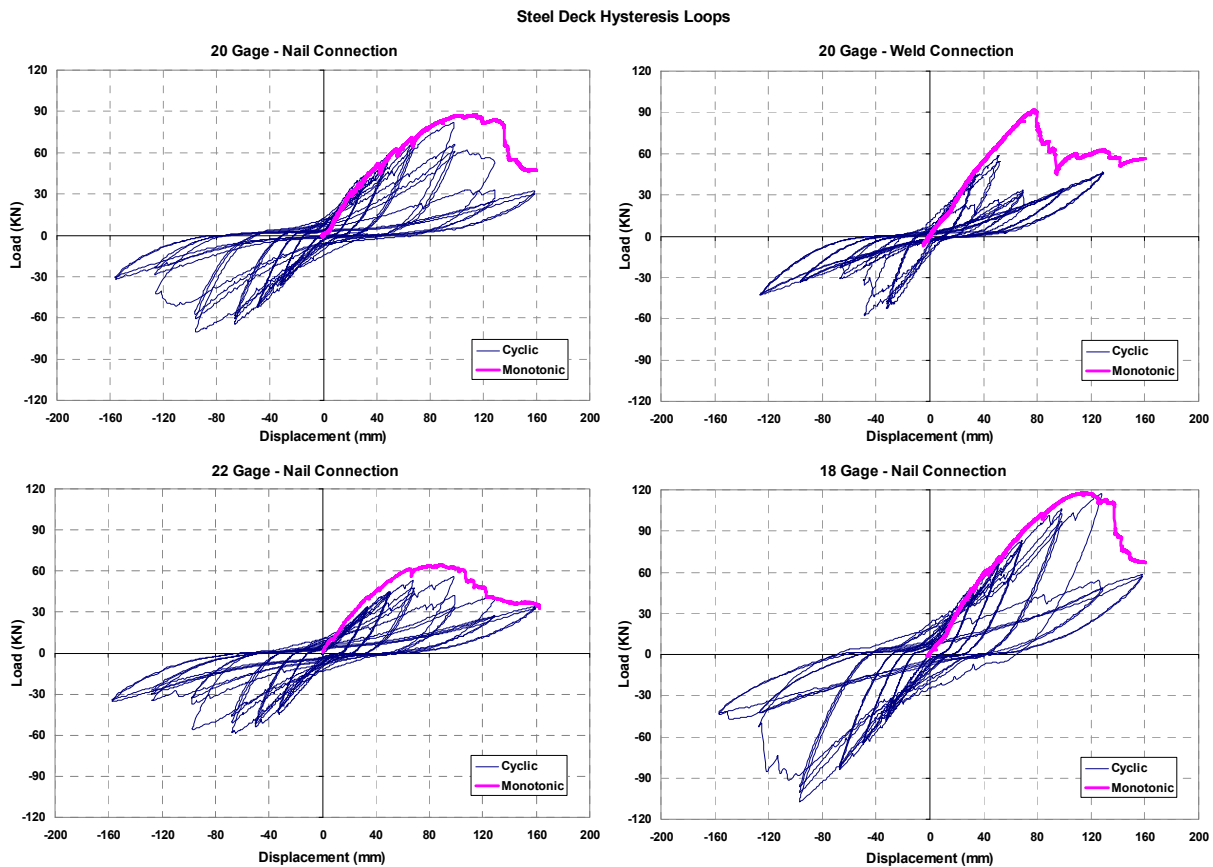 Steel Deck Hysteresis Loops
20 Gage - Nail Connection
120
90
60
30
0
-30
-60
-90
-120
Load (KN)
-200 -160 -120 -80 -40 0 40 80 120 160 200
Displacement (mm)
Cyclic
Monotonic
20 Gage - Weld Connection
120
90
60
30
0
-30
-60
-90
-120
Load (KN)
-200 -160 -120 -80 -40 0 40 80 120 160 200
Displacement (mm)
Cyclic
Monotonic
22 Gage - Nail Connection
120
90
60
30
0
-30
-60
-90
-120
Load (KN)
-200 -160 -120 -80 -40 0 40 80 120 160 200
Displacement (mm)
Cyclic
Monotonic
18 Gage - Nail Connection
120
90
60
30
0
-30
-60
-90
-120
Load (KN)
-200 -160 -120 -80 -40 0 40 80 120 160 200
Displacement (mm)
Cyclic
Monotonic